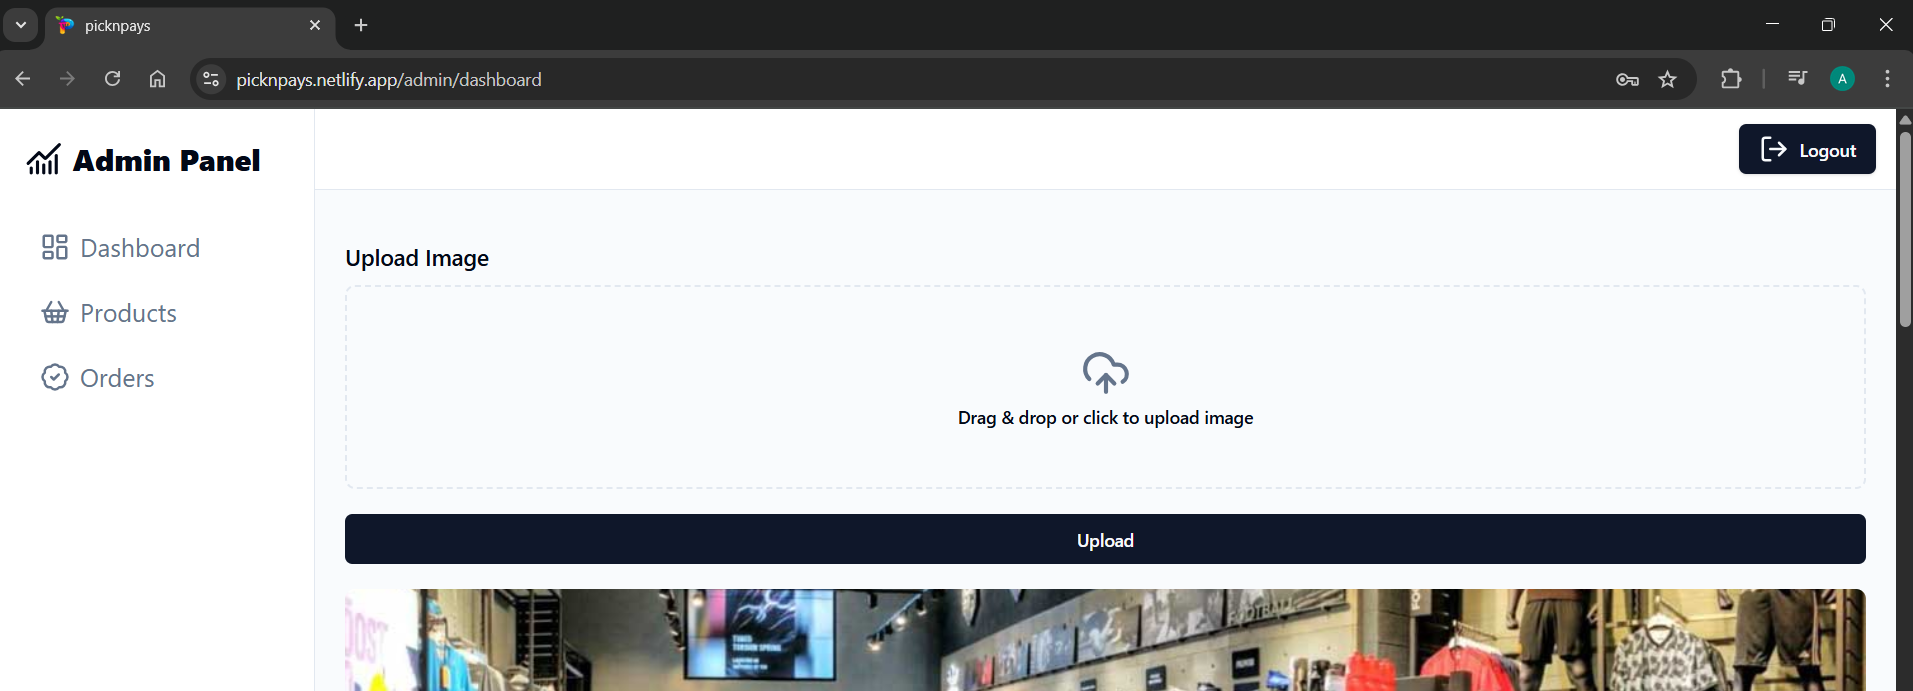 picknpays
picknpays.netlify.app/admin/dashboard
A
Admin Panel
Logout
Dashboard
Products
Orders
Upload Image
Drag & drop or click to upload image
Upload
FOOTBALL